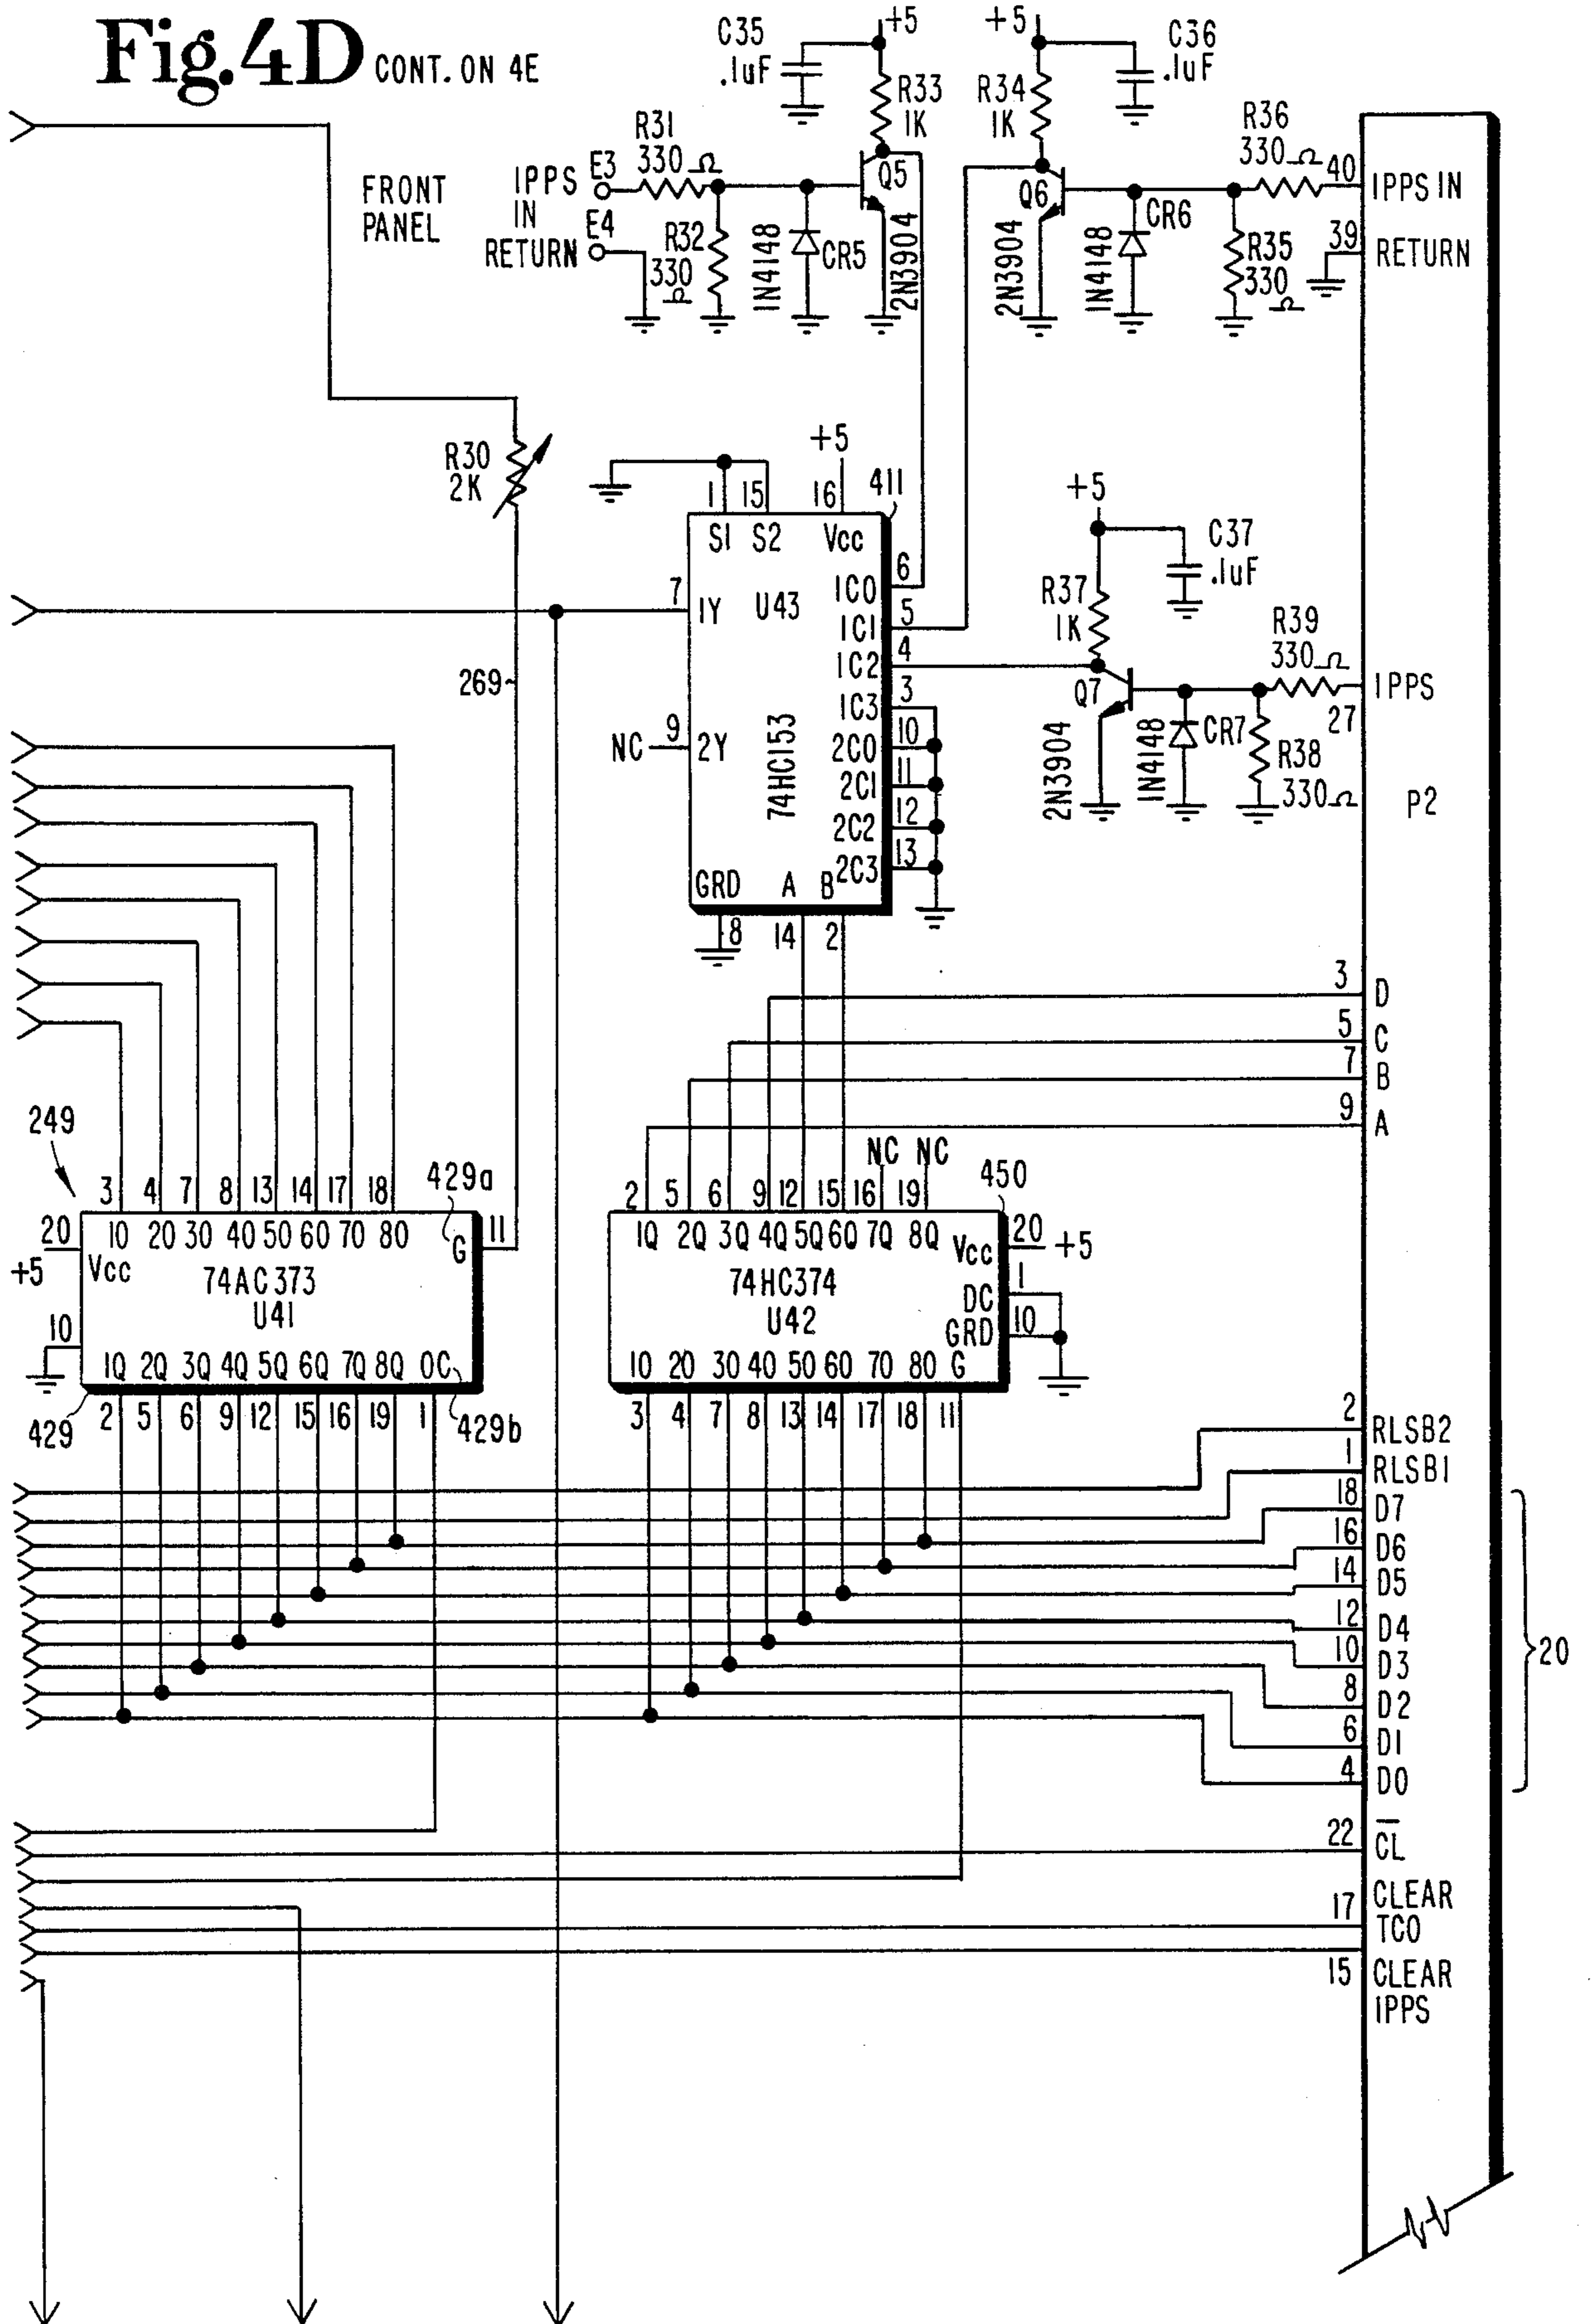 Fig.4D CONT. ON 4E
C35
.1uF
+5
R33
1K
+5
R34
1K
C36
.1uF
FRONT
PANEL
1PPS
IN
RETURN
E3
E4
R31
330 Ω
R32
330
Ω
1N4148
CR5
Q5
2N3904
Q6
2N3904
1N4148
CR6
R36
330Ω
R35
330
Ω
40
1PPS IN
39
RETURN
R30
2K
269
+5
1 15 16
411
S1 S2 Vcc
7
1Y
U43
74HC153
NC
9
2Y
1C0
6
1C1
5
1C2
4
1C3
3
2C0
10
2C1
11
2C2
12
2C3
13
GRD A B
8 14 2
+5
C37
.1uF
R37
1K
Q7
2N3904
1N4148
CR7
R39
330Ω
R38
330Ω
1PPS
27
P2
3
D
5
C
7
B
9
A
249
3 4 7 8 13 14 17 18
429a
20
+5
1D 2D 3D 4D 5D 6D 7D 8D
G
11
Vcc
74AC373
U41
10
1Q 2Q 3Q 4Q 5Q 6Q 7Q 8Q OC
429
2 5 6 9 12 15 16 19 1
429b
NC NC
450
2 5 6 9 12 15 16 19
1Q 2Q 3Q 4Q 5Q 6Q 7Q 8Q
Vcc
20
+5
74HC374
U42
DC
1
GRD
10
1D 2D 3D 4D 5D 6D 7D 8D G
3 4 7 8 13 14 17 18 11
2
RLSB2
1
RLSB1
18
D7
16
D6
14
D5
12
D4
10
D3
8
D2
6
D1
4
D0
20
22
CL
17
CLEAR
TCO
15
CLEAR
1PPS